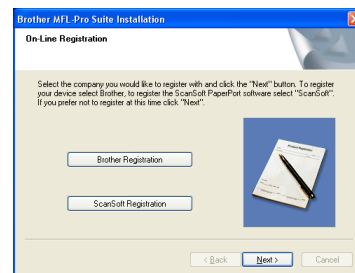 Brother MFL-Pro Suite Installation
On-Line Registration
Select the company you would like to register with and click the "Next" button. To register
your device select Brother, to register the ScanSoft PaperPort software select "ScanSoft".
If you prefer not to register at this time click "Next".
Brother Registration
ScanSoft Registration
Product Registration
< Back
Next >
Cancel